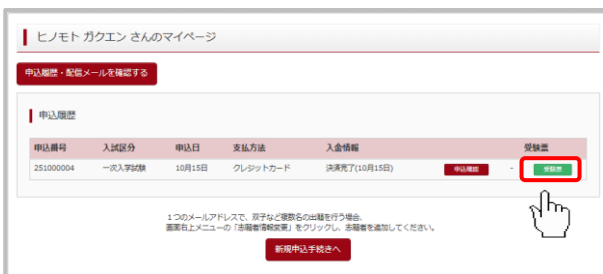 ヒノモト ガクエン さんのマイページ
申込履歴・配信メールを確認する
申込履歴
申込番号 入試区分 申込日 支払方法 入金情報 受験票
251000004 一次入学試験 10月15日 クレジットカード 決済完了(10月15日) 申込確認 - 受験票
1つのメールアドレスで、双子など複数名の出願を行う場合、
画面右上メニューの「志願者情報変更」をクリックし、志願者を追加してください。
新規申込手続きへ